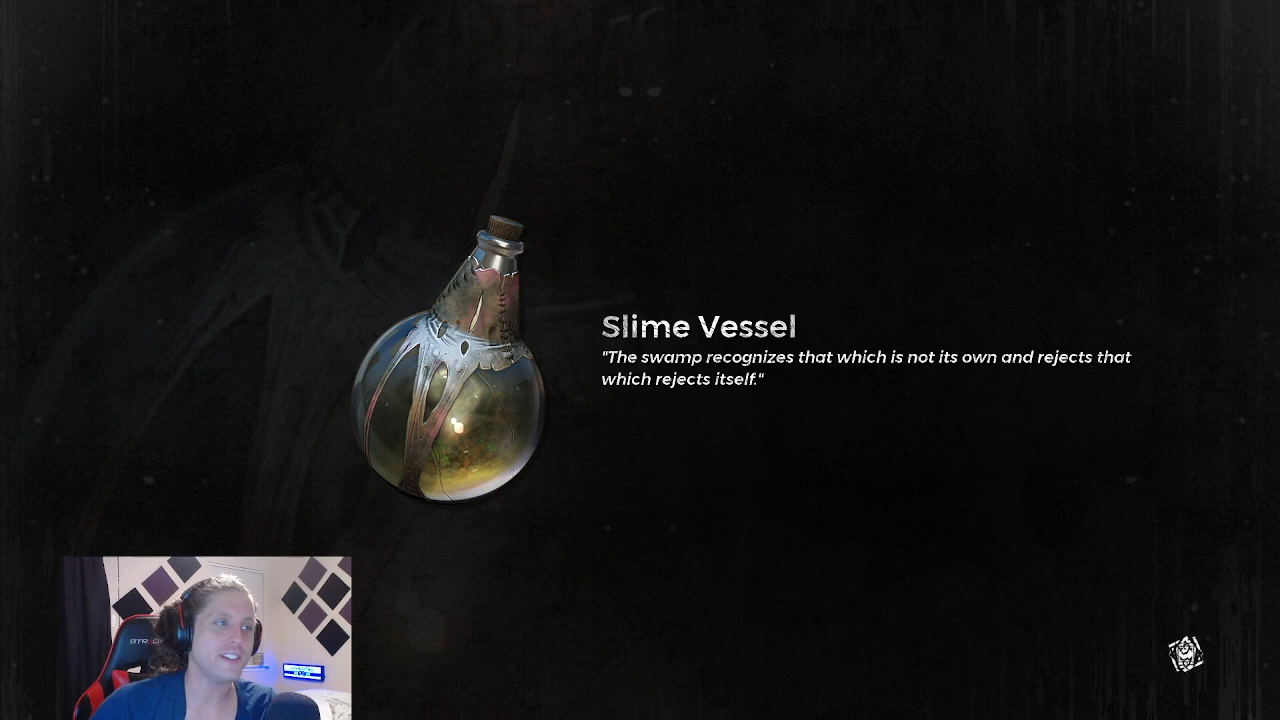 Slime Vessel
"The swamp recognizes that which is not its own and rejects that
which rejects itself."